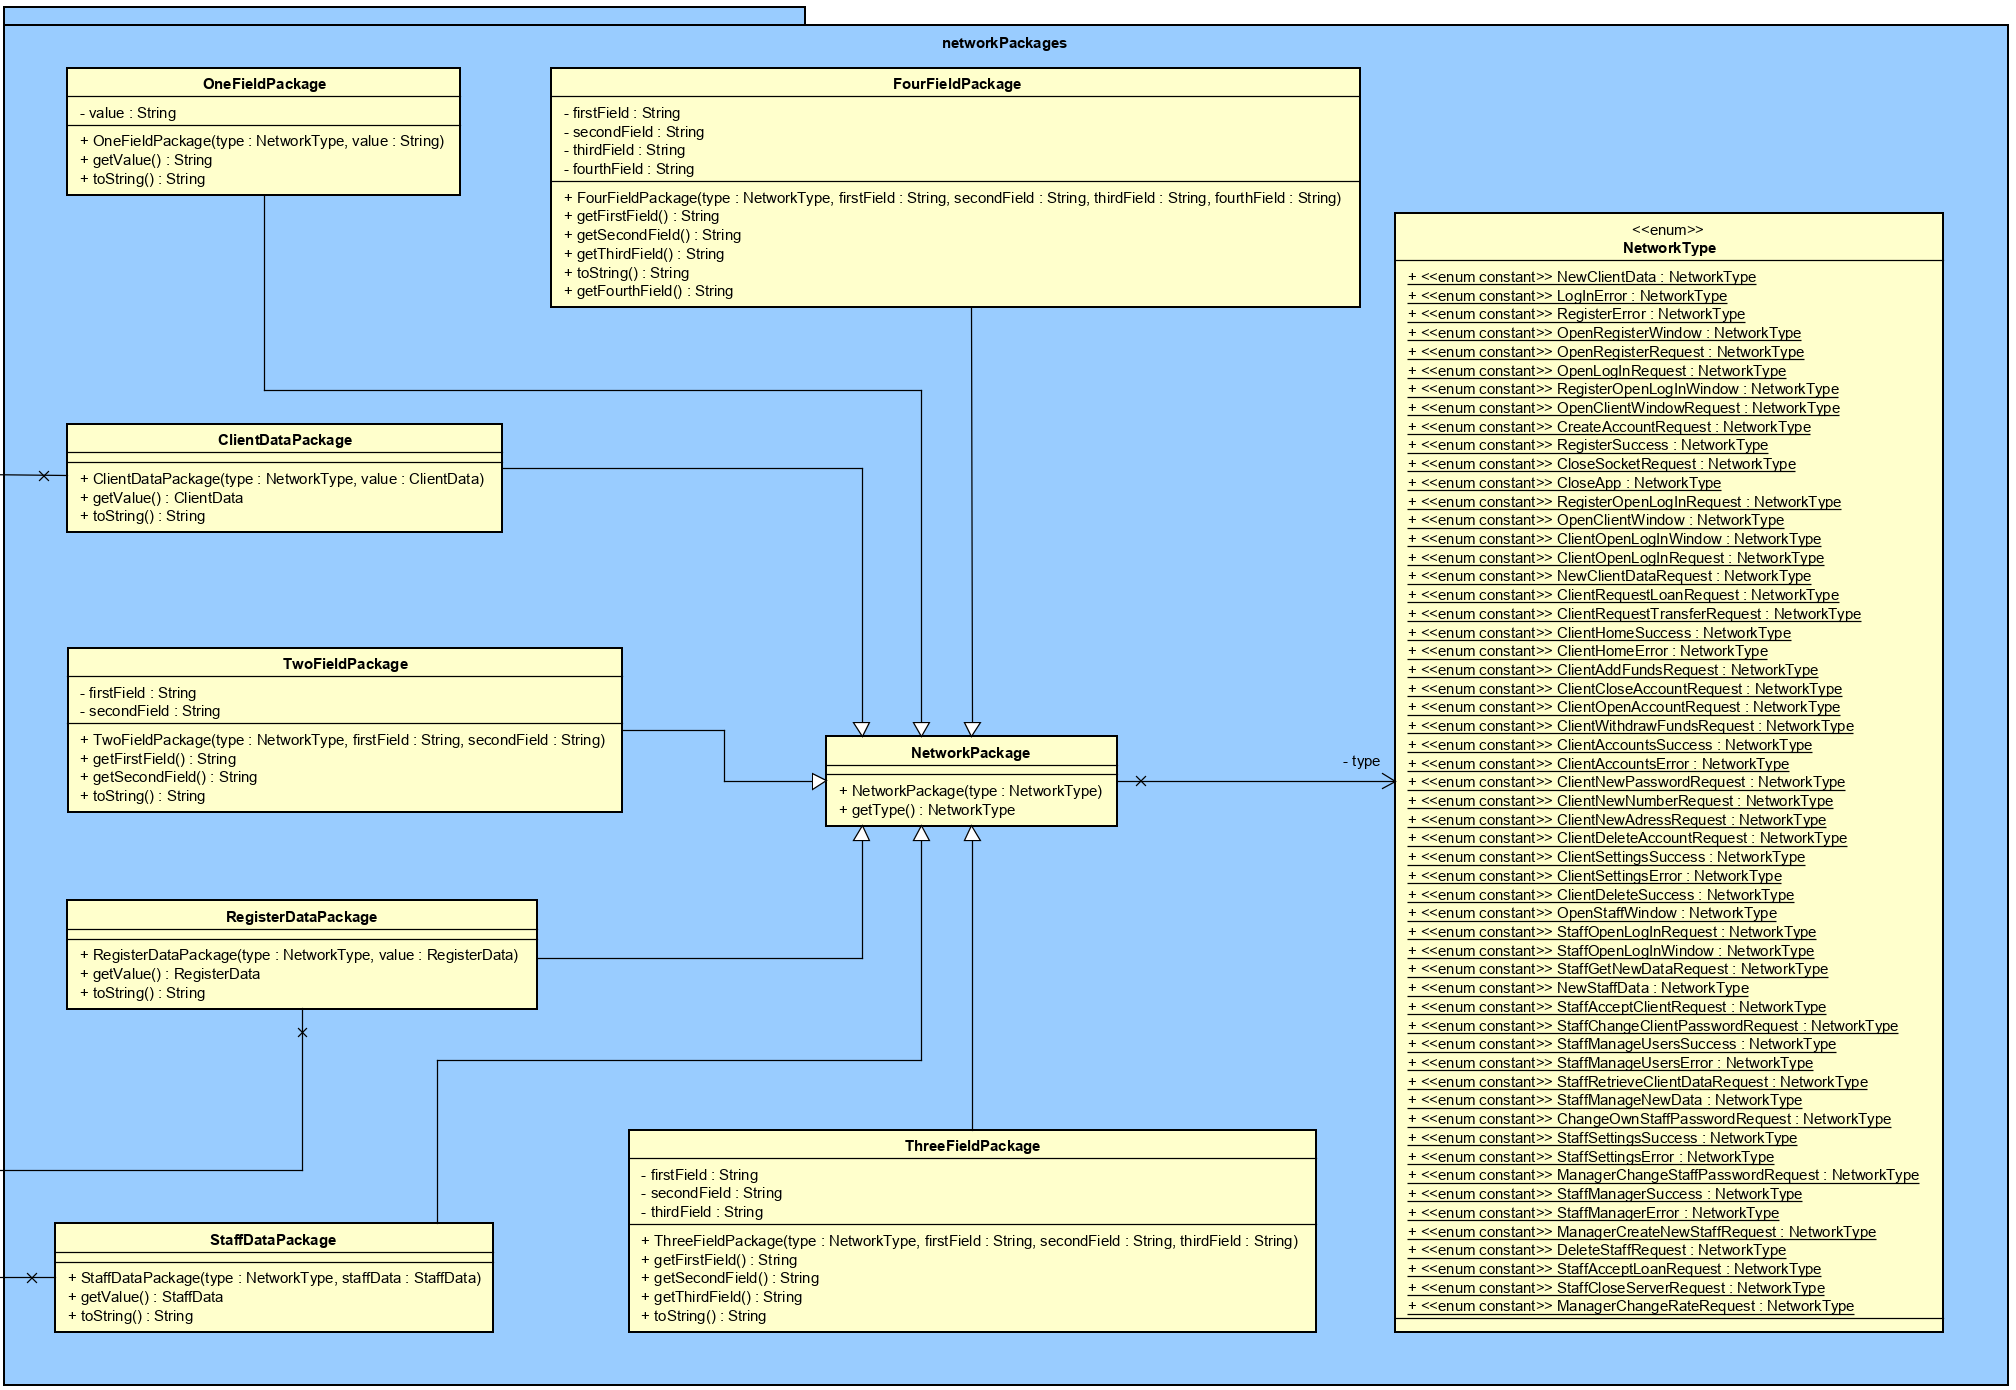 networkPackages
OneFieldPackage
- value : String
+ OneFieldPackage(type : NetworkType, value : String)
+ getValue() : String
+ toString() : String
FourFieldPackage
- firstField : String
- secondField : String
- thirdField : String
- fourthField : String
+ FourFieldPackage(type : NetworkType, firstField : String, secondField : String, thirdField : String, fourthField : String)
+ getFirstField() : String
+ getSecondField() : String
+ getThirdField() : String
+ toString() : String
+ getFourthField() : String
ClientDataPackage
+ ClientDataPackage(type : NetworkType, value : ClientData)
+ getValue() : ClientData
+ toString() : String
TwoFieldPackage
- firstField : String
- secondField : String
+ TwoFieldPackage(type : NetworkType, firstField : String, secondField : String)
+ getFirstField() : String
+ getSecondField() : String
+ toString() : String
NetworkPackage
+ NetworkPackage(type : NetworkType)
+ getType() : NetworkType
- type
RegisterDataPackage
+ RegisterDataPackage(type : NetworkType, value : RegisterData)
+ getValue() : RegisterData
+ toString() : String
StaffDataPackage
+ StaffDataPackage(type : NetworkType, staffData : StaffData)
+ getValue() : StaffData
+ toString() : String
ThreeFieldPackage
- firstField : String
- secondField : String
- thirdField : String
+ ThreeFieldPackage(type : NetworkType, firstField : String, secondField : String, thirdField : String)
+ getFirstField() : String
+ getSecondField() : String
+ getThirdField() : String
+ toString() : String
<<enum>>
NetworkType
+ <<enum constant>> NewClientData : NetworkType
+ <<enum constant>> LogInError : NetworkType
+ <<enum constant>> RegisterError : NetworkType
+ <<enum constant>> OpenRegisterWindow : NetworkType
+ <<enum constant>> OpenRegisterRequest : NetworkType
+ <<enum constant>> OpenLogInRequest : NetworkType
+ <<enum constant>> RegisterOpenLogInWindow : NetworkType
+ <<enum constant>> OpenClientWindowRequest : NetworkType
+ <<enum constant>> CreateAccountRequest : NetworkType
+ <<enum constant>> RegisterSuccess : NetworkType
+ <<enum constant>> CloseSocketRequest : NetworkType
+ <<enum constant>> CloseApp : NetworkType
+ <<enum constant>> RegisterOpenLogInRequest : NetworkType
+ <<enum constant>> OpenClientWindow : NetworkType
+ <<enum constant>> ClientOpenLogInWindow : NetworkType
+ <<enum constant>> ClientOpenLogInRequest : NetworkType
+ <<enum constant>> NewClientDataRequest : NetworkType
+ <<enum constant>> ClientRequestLoanRequest : NetworkType
+ <<enum constant>> ClientRequestTransferRequest : NetworkType
+ <<enum constant>> ClientHomeSuccess : NetworkType
+ <<enum constant>> ClientHomeError : NetworkType
+ <<enum constant>> ClientAddFundsRequest : NetworkType
+ <<enum constant>> ClientCloseAccountRequest : NetworkType
+ <<enum constant>> ClientOpenAccountRequest : NetworkType
+ <<enum constant>> ClientWithdrawFundsRequest : NetworkType
+ <<enum constant>> ClientAccountsSuccess : NetworkType
+ <<enum constant>> ClientAccountsError : NetworkType
+ <<enum constant>> ClientNewPasswordRequest : NetworkType
+ <<enum constant>> ClientNewNumberRequest : NetworkType
+ <<enum constant>> ClientNewAdressRequest : NetworkType
+ <<enum constant>> ClientDeleteAccountRequest : NetworkType
+ <<enum constant>> ClientSettingsSuccess : NetworkType
+ <<enum constant>> ClientSettingsError : NetworkType
+ <<enum constant>> ClientDeleteSuccess : NetworkType
+ <<enum constant>> OpenStaffWindow : NetworkType
+ <<enum constant>> StaffOpenLogInRequest : NetworkType
+ <<enum constant>> StaffOpenLogInWindow : NetworkType
+ <<enum constant>> StaffGetNewDataRequest : NetworkType
+ <<enum constant>> NewStaffData : NetworkType
+ <<enum constant>> StaffAcceptClientRequest : NetworkType
+ <<enum constant>> StaffChangeClientPasswordRequest : NetworkType
+ <<enum constant>> StaffManageUsersSuccess : NetworkType
+ <<enum constant>> StaffManageUsersError : NetworkType
+ <<enum constant>> StaffRetrieveClientDataRequest : NetworkType
+ <<enum constant>> StaffManageNewData : NetworkType
+ <<enum constant>> ChangeOwnStaffPasswordRequest : NetworkType
+ <<enum constant>> StaffSettingsSuccess : NetworkType
+ <<enum constant>> StaffSettingsError : NetworkType
+ <<enum constant>> ManagerChangeStaffPasswordRequest : NetworkType
+ <<enum constant>> StaffManagerSuccess : NetworkType
+ <<enum constant>> StaffManagerError : NetworkType
+ <<enum constant>> ManagerCreateNewStaffRequest : NetworkType
+ <<enum constant>> DeleteStaffRequest : NetworkType
+ <<enum constant>> StaffAcceptLoanRequest : NetworkType
+ <<enum constant>> StaffCloseServerRequest : NetworkType
+ <<enum constant>> ManagerChangeRateRequest : NetworkType